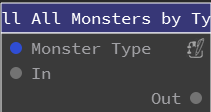 ll All Monsters by Ty
Monster Type
In
Out